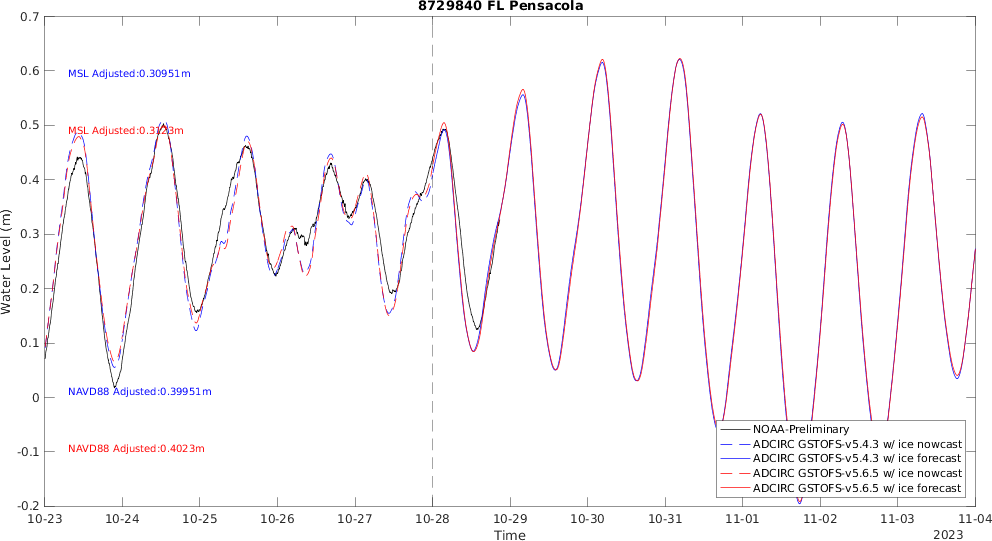 8729840 FL Pensacola
0.7
0.6
0.5
0.4
0.3
0.2
0.1
0
-0.1
-0.2
Water Level (m)
MSL Adjusted:0.30951m
MSL Adjusted:0.3123m
NAVD88 Adjusted:0.39951m
NAVD88 Adjusted:0.4023m
NOAA-Preliminary
ADCIRC GSTOFS-v5.4.3 w/ ice nowcast
ADCIRC GSTOFS-v5.4.3 w/ ice forecast
ADCIRC GSTOFS-v5.6.5 w/ ice nowcast
ADCIRC GSTOFS-v5.6.5 w/ ice forecast
10-23 10-24 10-25 10-26 10-27 10-28 10-29 10-30 10-31 11-01 11-02 11-03 11-04
Time
2023